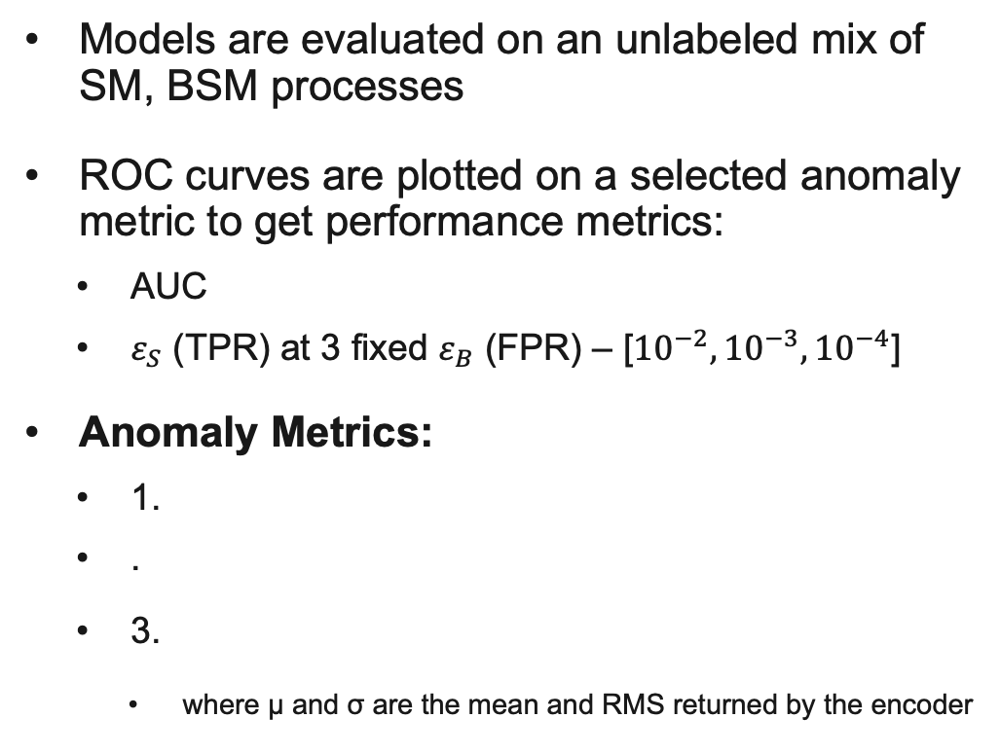 • Models are evaluated on an unlabeled mix of
SM, BSM processes
• ROC curves are plotted on a selected anomaly
metric to get performance metrics:
• AUC
• 𝜀_S (TPR) at 3 fixed 𝜀_B (FPR) – [10⁻², 10⁻³, 10⁻⁴]
• Anomaly Metrics:
• 1.
• .
• 3.
• where μ and σ are the mean and RMS returned by the encoder